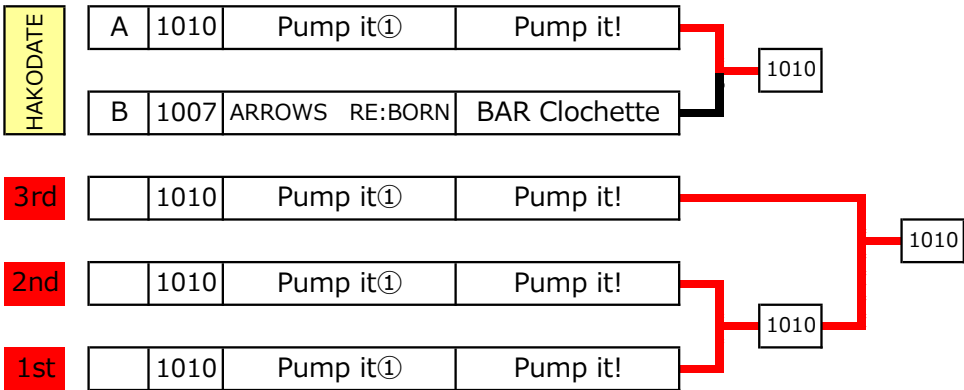 HAKODATE
A 1010 Pump it① Pump it!
1010
B 1007 ARROWS RE:BORN BAR Clochette
3rd 1010 Pump it① Pump it!
1010
2nd 1010 Pump it① Pump it!
1010
1st 1010 Pump it① Pump it!